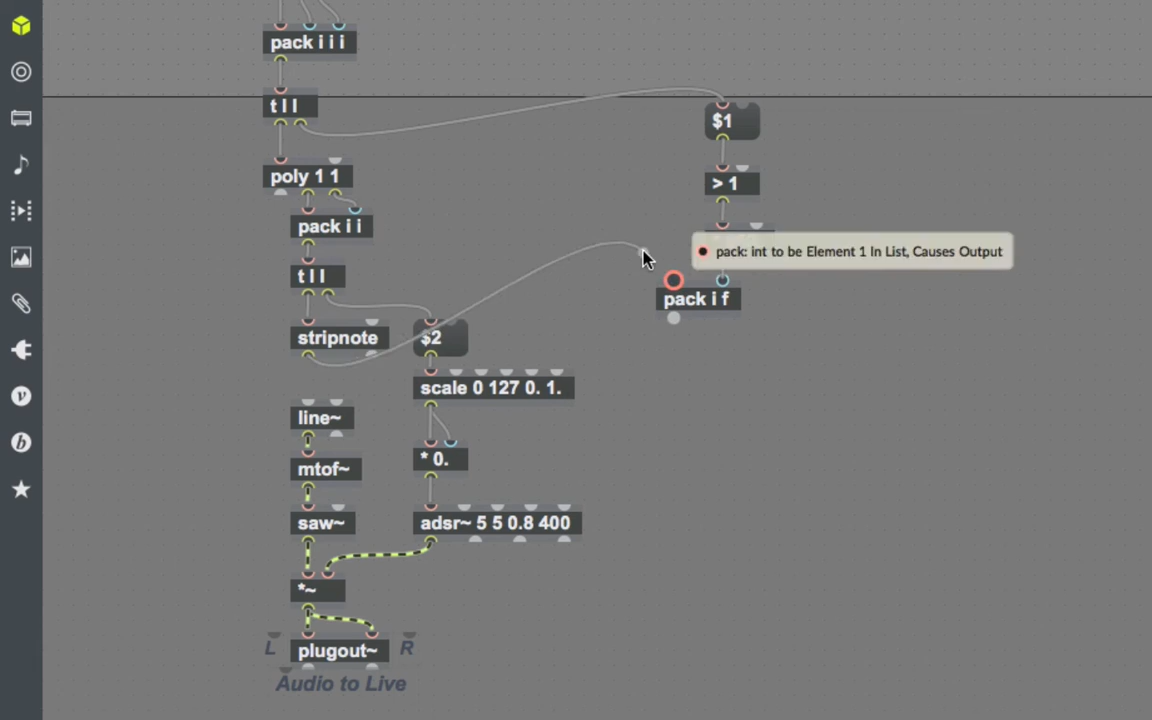 pack i i i
t l l
$1
poly 1 1
> 1
pack i i
pack: int to be Element 1 In List, Causes Output
t l l
pack i f
stripnote
$2
scale 0 127 0. 1.
line~
* 0.
mtof~
saw~
adsr~ 5 5 0.8 400
*~
L
plugout~
R
Audio to Live
v
b